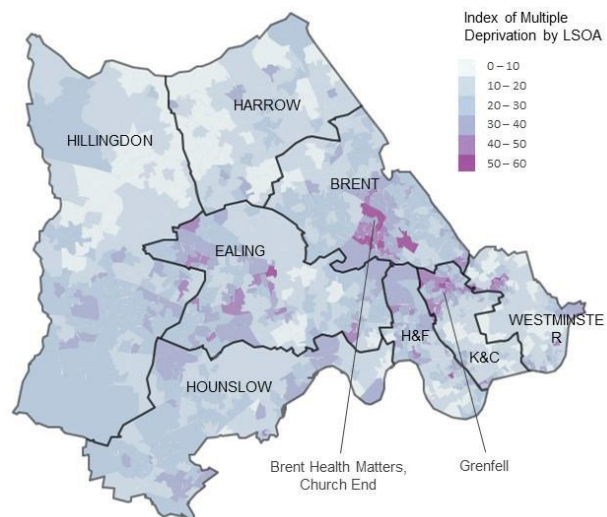 Index of Multiple
Deprivation by LSOA
0 – 10
10 – 20
20 – 30
30 – 40
40 – 50
50 – 60
HARROW
HILLINGDON
BRENT
EALING
WESTMINSTE
R
H&F
K&C
HOUNSLOW
Brent Health Matters,
Church End
Grenfell